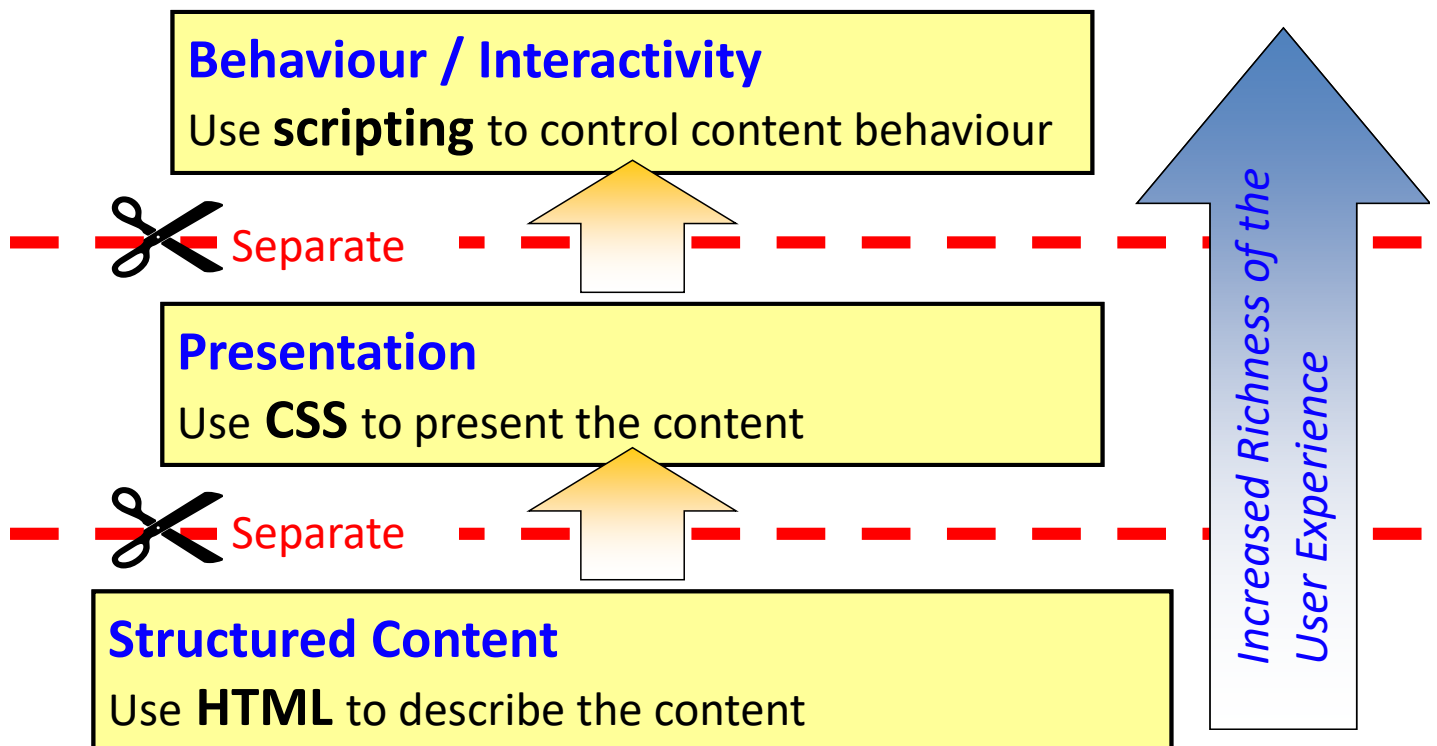 Behaviour / Interactivity
Use scripting to control content behaviour
Separate
Presentation
Use CSS to present the content
Separate
Structured Content
Use HTML to describe the content
Increased Richness of the
User Experience